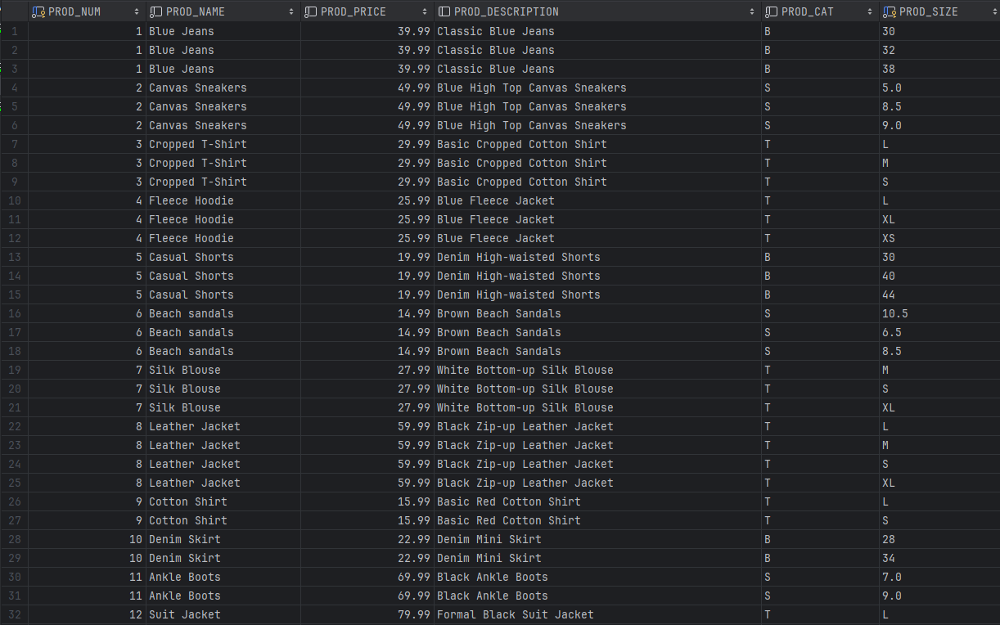 PROD_NUM PROD_NAME PROD_PRICE PROD_DESCRIPTION PROD_CAT PROD_SIZE
1 1 Blue Jeans 39.99 Classic Blue Jeans B 30
2 1 Blue Jeans 39.99 Classic Blue Jeans B 32
3 1 Blue Jeans 39.99 Classic Blue Jeans B 38
4 2 Canvas Sneakers 49.99 Blue High Top Canvas Sneakers S 5.0
5 2 Canvas Sneakers 49.99 Blue High Top Canvas Sneakers S 8.5
6 2 Canvas Sneakers 49.99 Blue High Top Canvas Sneakers S 9.0
7 3 Cropped T-Shirt 29.99 Basic Cropped Cotton Shirt T L
8 3 Cropped T-Shirt 29.99 Basic Cropped Cotton Shirt T M
9 3 Cropped T-Shirt 29.99 Basic Cropped Cotton Shirt T S
10 4 Fleece Hoodie 25.99 Blue Fleece Jacket T L
11 4 Fleece Hoodie 25.99 Blue Fleece Jacket T XL
12 4 Fleece Hoodie 25.99 Blue Fleece Jacket T XS
13 5 Casual Shorts 19.99 Denim High-waisted Shorts B 30
14 5 Casual Shorts 19.99 Denim High-waisted Shorts B 40
15 5 Casual Shorts 19.99 Denim High-waisted Shorts B 44
16 6 Beach sandals 14.99 Brown Beach Sandals S 10.5
17 6 Beach sandals 14.99 Brown Beach Sandals S 6.5
18 6 Beach sandals 14.99 Brown Beach Sandals S 8.5
19 7 Silk Blouse 27.99 White Bottom-up Silk Blouse T M
20 7 Silk Blouse 27.99 White Bottom-up Silk Blouse T S
21 7 Silk Blouse 27.99 White Bottom-up Silk Blouse T XL
22 8 Leather Jacket 59.99 Black Zip-up Leather Jacket T L
23 8 Leather Jacket 59.99 Black Zip-up Leather Jacket T M
24 8 Leather Jacket 59.99 Black Zip-up Leather Jacket T S
25 8 Leather Jacket 59.99 Black Zip-up Leather Jacket T XL
26 9 Cotton Shirt 15.99 Basic Red Cotton Shirt T L
27 9 Cotton Shirt 15.99 Basic Red Cotton Shirt T S
28 10 Denim Skirt 22.99 Denim Mini Skirt B 28
29 10 Denim Skirt 22.99 Denim Mini Skirt B 34
30 11 Ankle Boots 69.99 Black Ankle Boots S 7.0
31 11 Ankle Boots 69.99 Black Ankle Boots S 9.0
32 12 Suit Jacket 79.99 Formal Black Suit Jacket T L